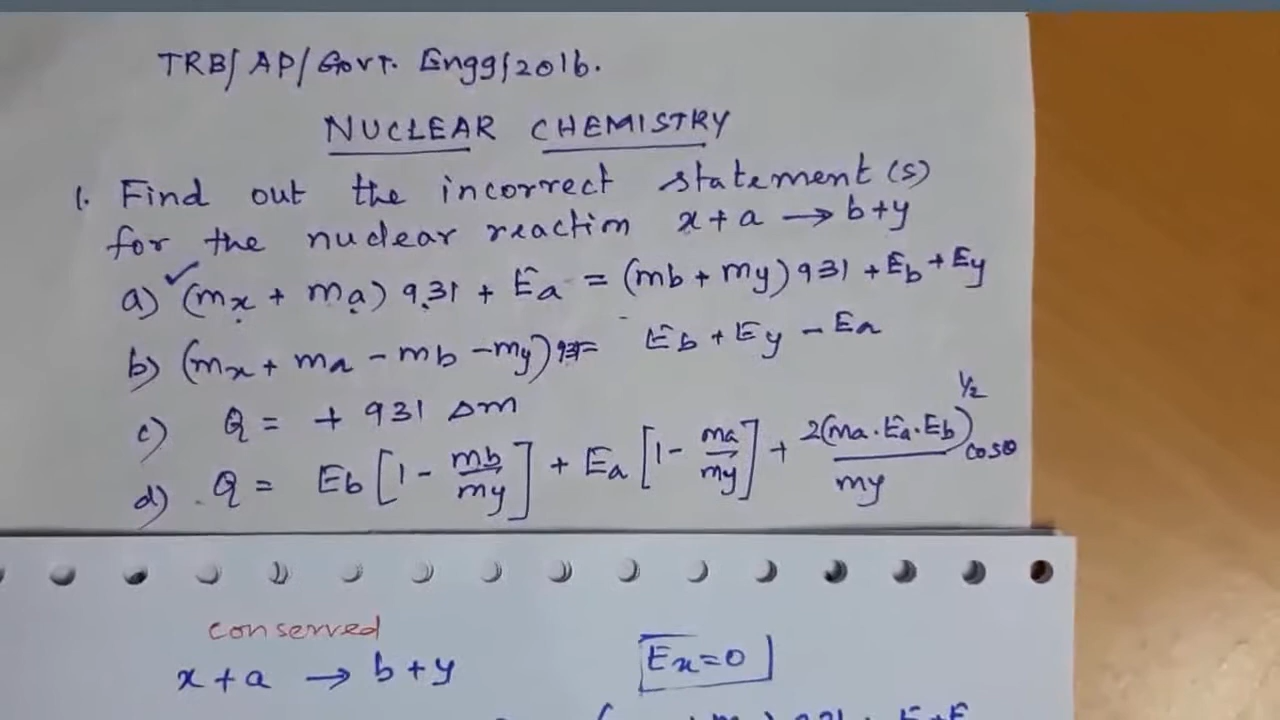 TRB/AP/Govt. Engg/2016.
NUCLEAR CHEMISTRY
1. Find out the incorrect statement(s)
for the nuclear reaction x + a → b + y
a) ✓ (mx + ma) 931 + Ea = (mb + my) 931 + Eb + Ey
b) (mx + ma - mb - my) 931 = Eb + Ey - Ea
c) Q = + 931 Δm
d) Q = Eb [1 - mb/my] + Ea [1 - ma/my] + 2(ma·Ea·Eb)^1/2 cosθ / my
conserved
x + a → b + y
Ex = 0